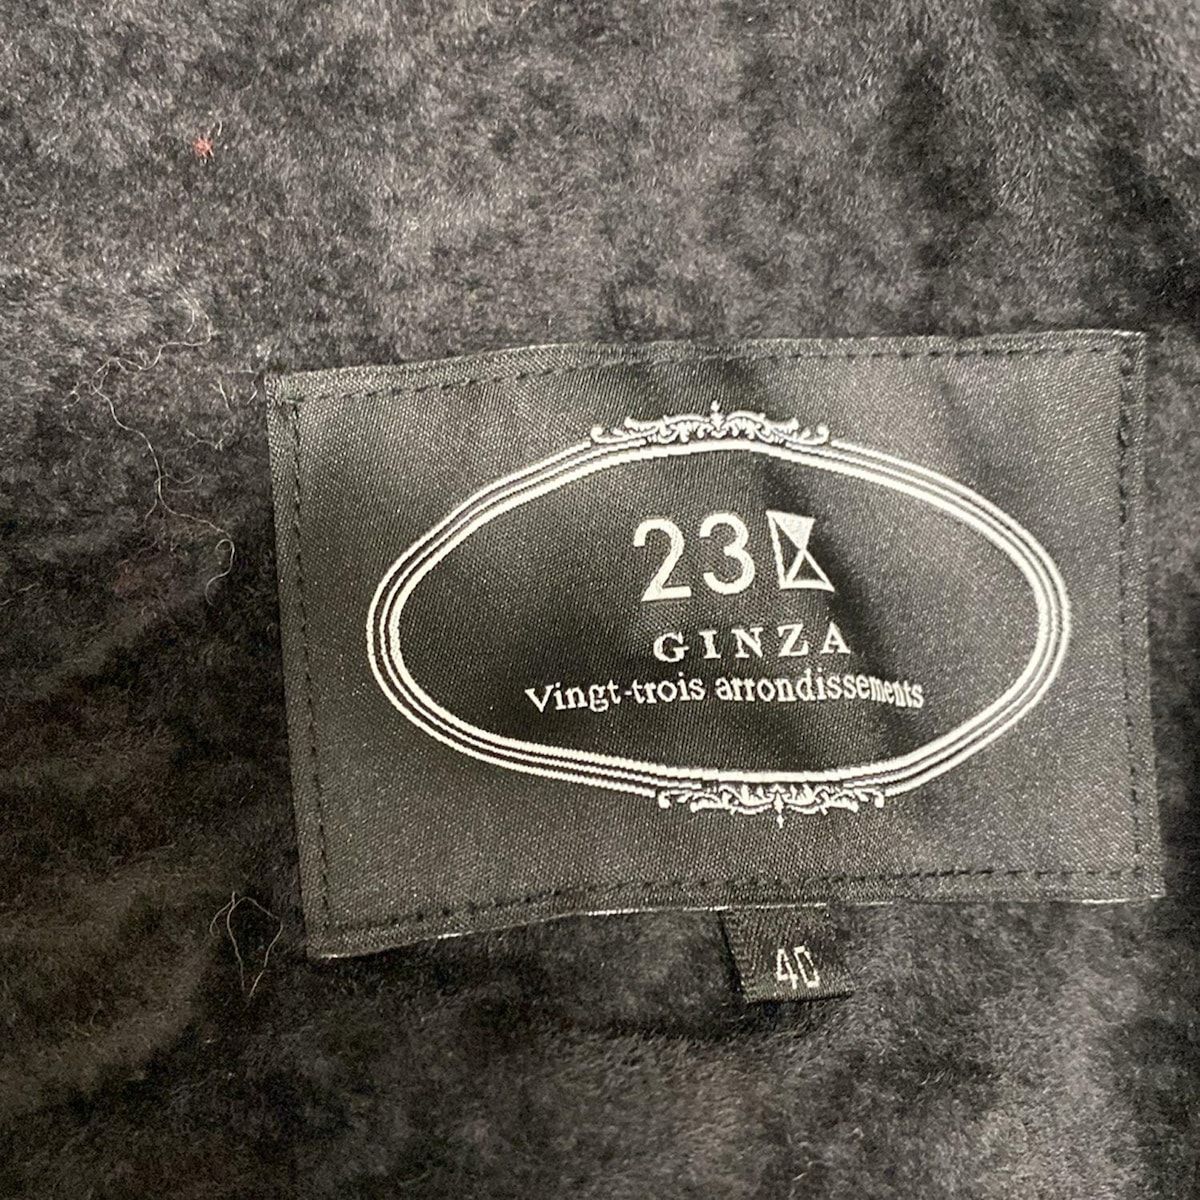 23区
GINZA
Vingt-trois arrondissements
40